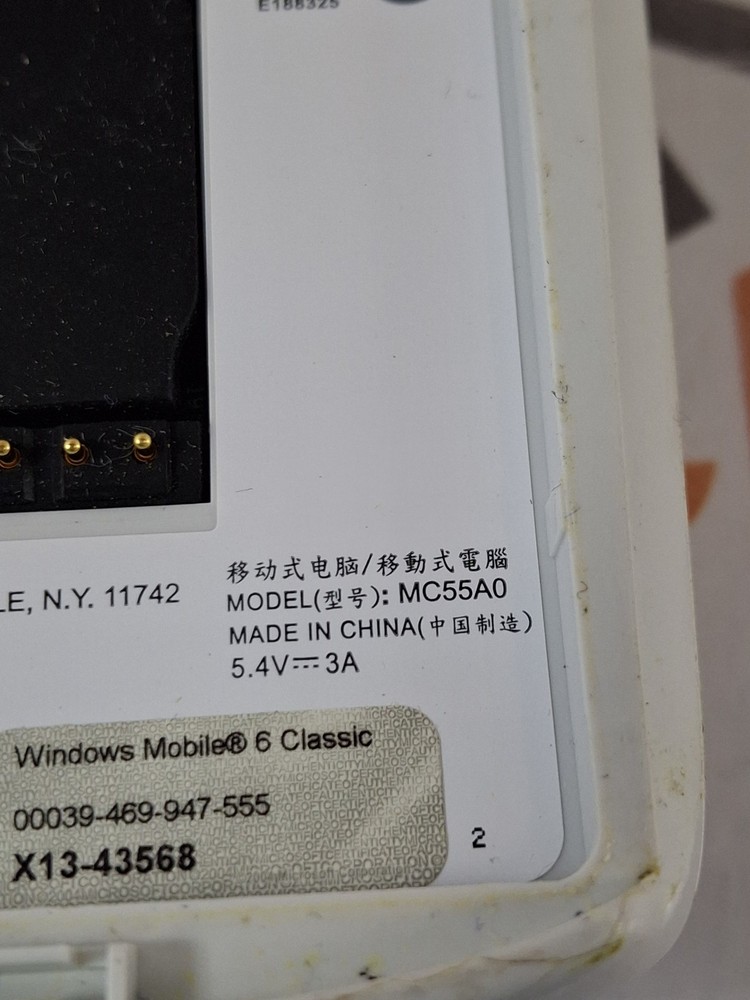 E188325
移动式电脑/移動式電腦
LE, N.Y. 11742
MODEL(型号): MC55A0
MADE IN CHINA(中国制造)
5.4V⎓3A
Windows Mobile® 6 Classic
00039-469-947-555
X13-43568
2